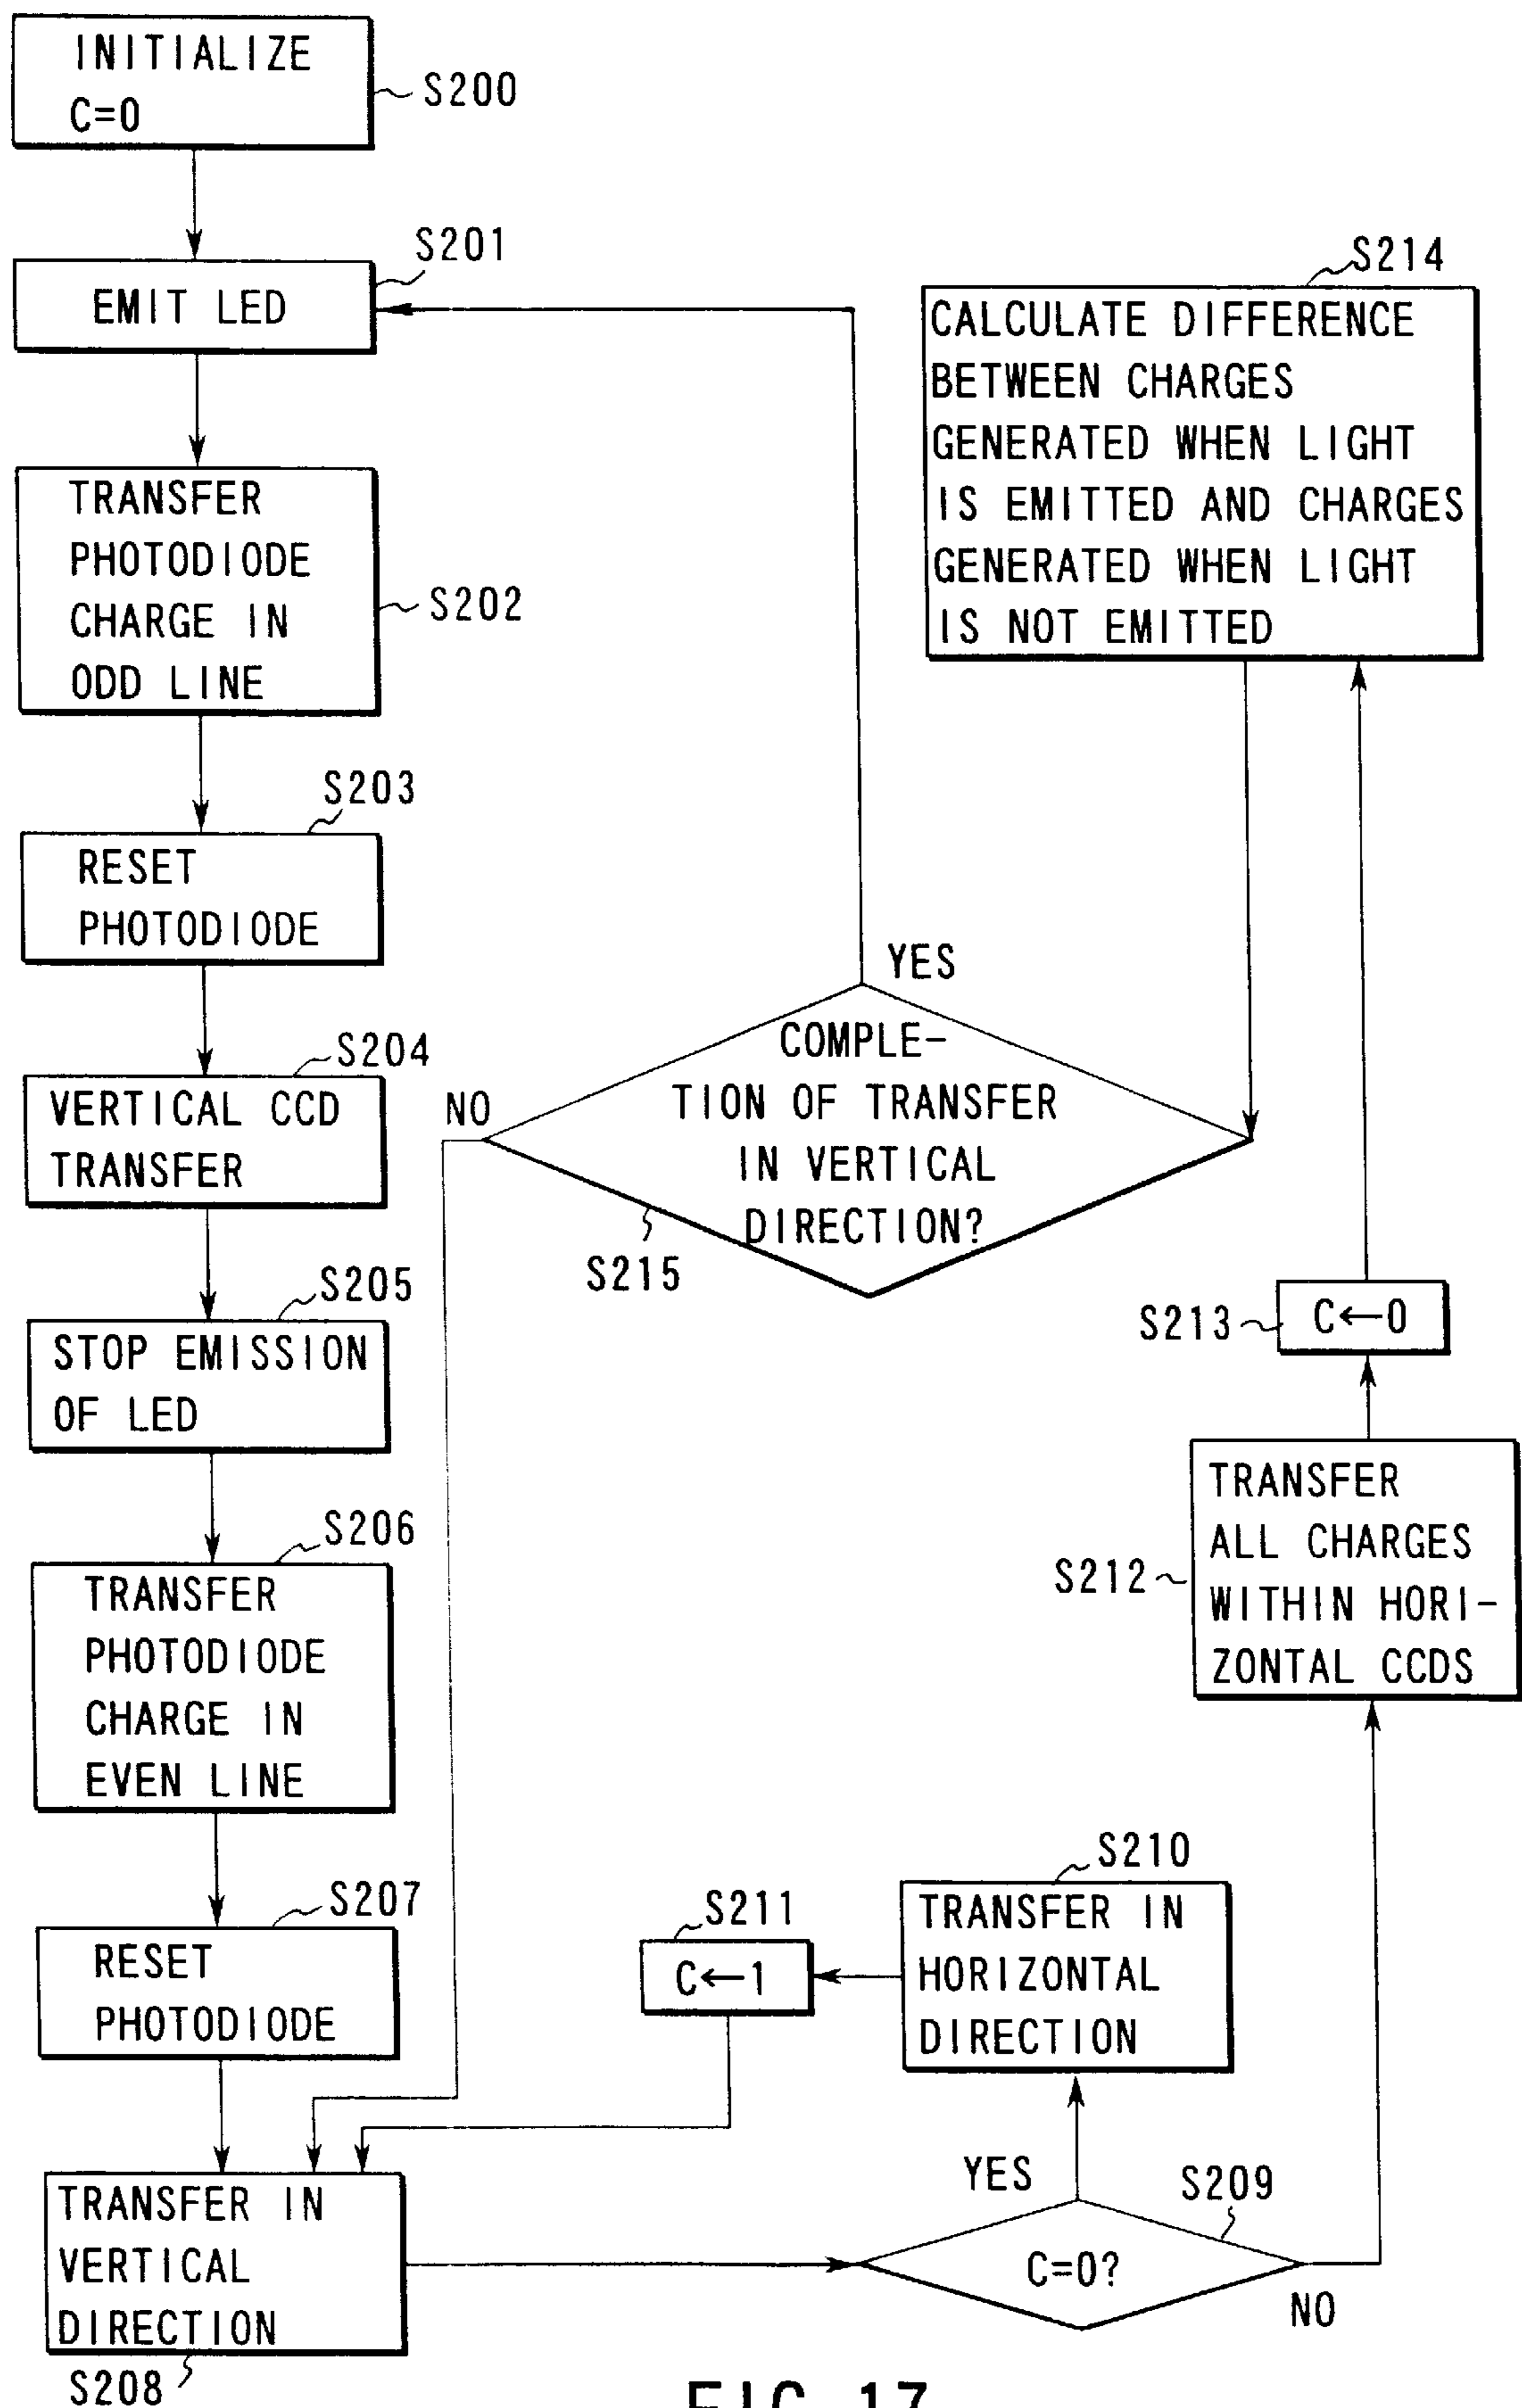 INITIALIZE
C=0
S200
S201
EMIT LED
TRANSFER
PHOTODIODE
CHARGE IN
ODD LINE
S202
S203
RESET
PHOTODIODE
S204
VERTICAL CCD
TRANSFER
S205
STOP EMISSION
OF LED
S206
TRANSFER
PHOTODIODE
CHARGE IN
EVEN LINE
S207
RESET
PHOTODIODE
TRANSFER IN
VERTICAL
DIRECTION
S208
S209
C=0?
YES
NO
S210
TRANSFER IN
HORIZONTAL
DIRECTION
S211
C←1
S212
TRANSFER
ALL CHARGES
WITHIN HORI-
ZONTAL CCDS
S213
C←0
S214
CALCULATE DIFFERENCE
BETWEEN CHARGES
GENERATED WHEN LIGHT
IS EMITTED AND CHARGES
GENERATED WHEN LIGHT
IS NOT EMITTED
YES
COMPLE-
TION OF TRANSFER
IN VERTICAL
DIRECTION?
NO
S215
FIG.17